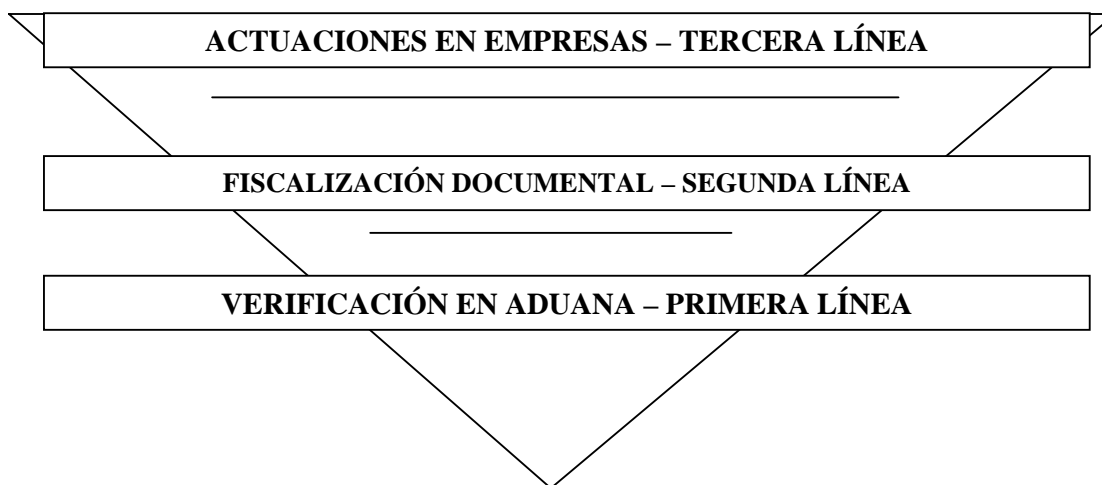 ACTUACIONES EN EMPRESAS – TERCERA LÍNEA
FISCALIZACIÓN DOCUMENTAL – SEGUNDA LÍNEA
VERIFICACIÓN EN ADUANA – PRIMERA LÍNEA